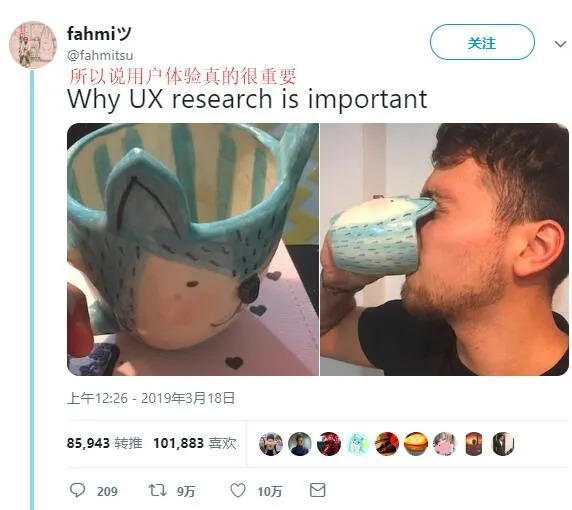 fahmiツ
@fahmitsu
关注
所以说用户体验真的很重要
Why UX research is important
上午12:26 - 2019年3月18日
85,943 转推 101,883 喜欢
209 9万 10万